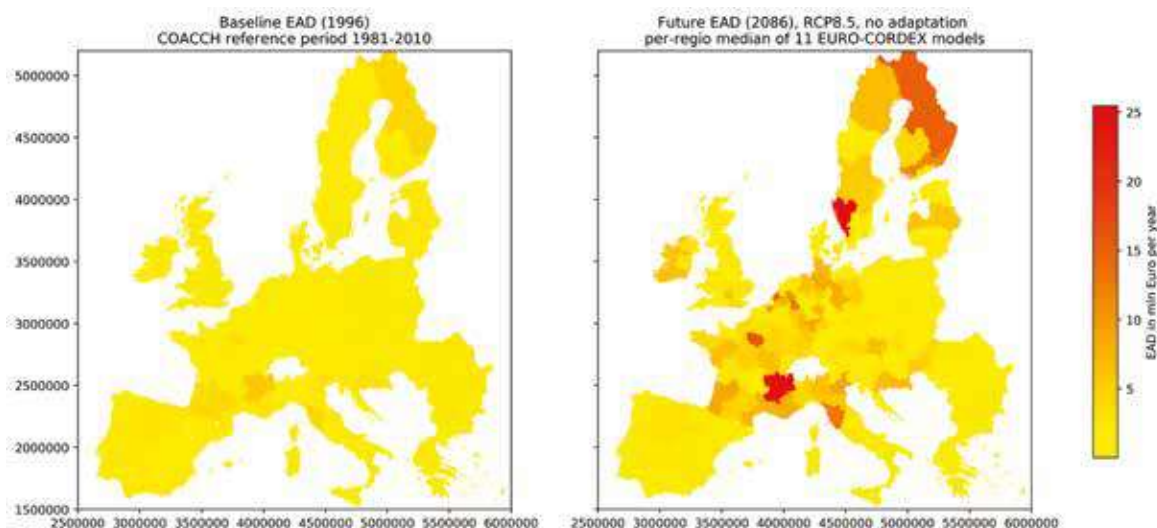 Baseline EAD (1996)
COACCH reference period 1981-2010
Future EAD (2086), RCP8.5, no adaptation
per-regio median of 11 EURO-CORDEX models
5000000
4500000
4000000
3500000
3000000
2500000
2000000
1500000
2500000 3000000 3500000 4000000 4500000 5000000 5500000 6000000
2500000 3000000 3500000 4000000 4500000 5000000 5500000 6000000
25
20
15
10
5
EAD in mln Euro per year